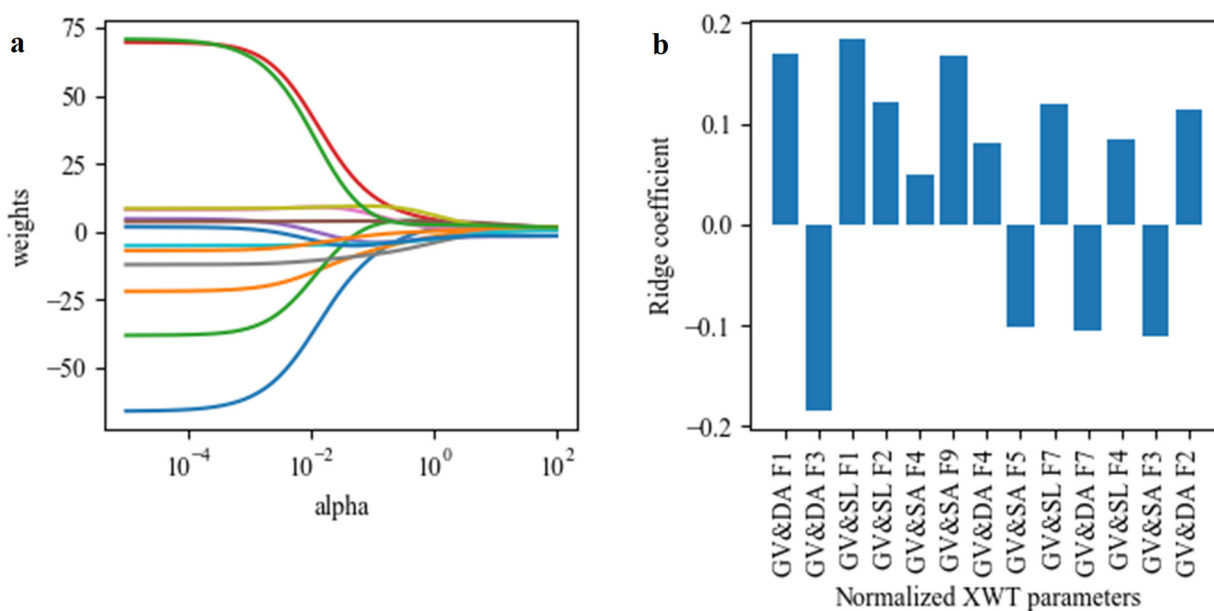 a
75
50
25
0
−25
−50
weights
10⁻⁴
10⁻²
10⁰
10²
alpha
b
0.2
0.1
0.0
−0.1
−0.2
Ridge coefficient
GV&DA F1
GV&DA F3
GV&SL F1
GV&SL F2
GV&SA F4
GV&SA F9
GV&DA F4
GV&SA F5
GV&SL F7
GV&DA F7
GV&SL F4
GV&SA F3
GV&DA F2
Normalized XWT parameters